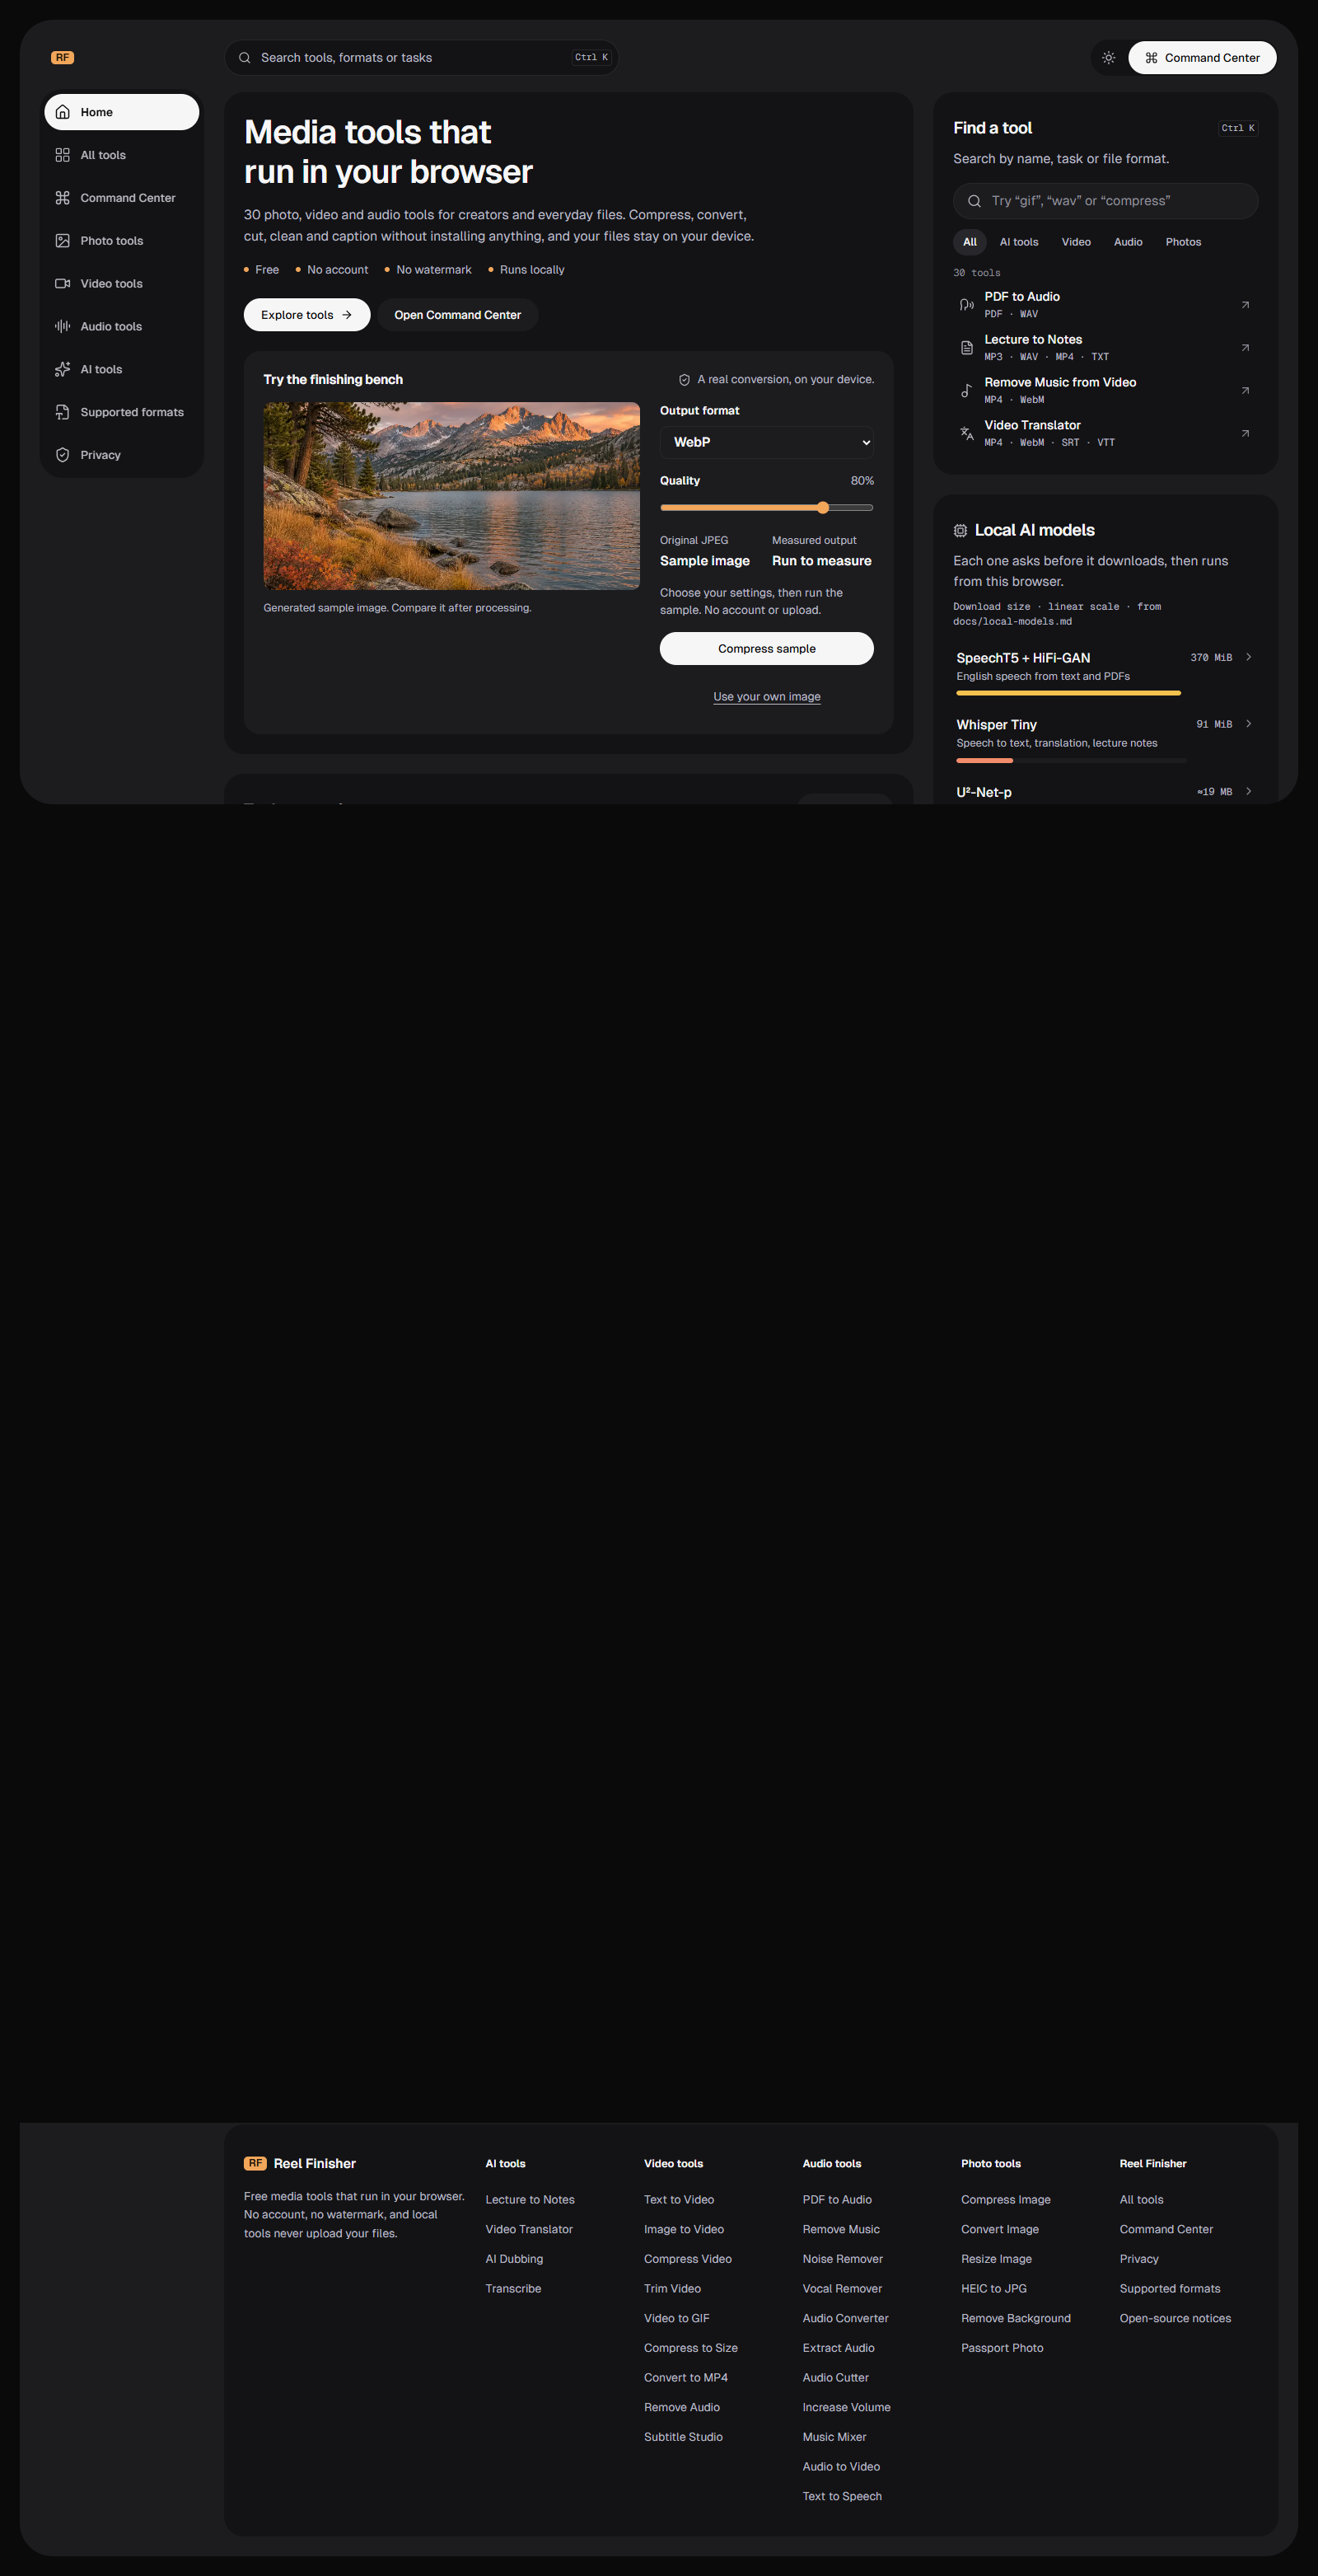 RF
Search tools, formats or tasks
Ctrl K
Command Center
Home
All tools
Command Center
Photo tools
Video tools
Audio tools
AI tools
Supported formats
Privacy
Media tools that
run in your browser
30 photo, video and audio tools for creators and everyday files. Compress, convert,
cut, clean and caption without installing anything, and your files stay on your device.
Free
No account
No watermark
Runs locally
Explore tools
Open Command Center
Try the finishing bench
A real conversion, on your device.
Generated sample image. Compare it after processing.
Output format
WebP
Quality
80%
Original JPEG
Measured output
Sample image
Run to measure
Choose your settings, then run the
sample. No account or upload.
Compress sample
Use your own image
Find a tool
Ctrl K
Search by name, task or file format.
Try “gif”, “wav” or “compress”
All
AI tools
Video
Audio
Photos
30 tools
PDF to Audio
PDF · WAV
Lecture to Notes
MP3 · WAV · MP4 · TXT
Remove Music from Video
MP4 · WebM
Video Translator
MP4 · WebM · SRT · VTT
Local AI models
Each one asks before it downloads, then runs
from this browser.
Download size · linear scale · from
docs/local-models.md
SpeechT5 + HiFi-GAN
370 MiB
English speech from text and PDFs
Whisper Tiny
91 MiB
Speech to text, translation, lecture notes
U²-Net-p
≈19 MB
RF Reel Finisher
Free media tools that run in your browser.
No account, no watermark, and local
tools never upload your files.
AI tools
Lecture to Notes
Video Translator
AI Dubbing
Transcribe
Video tools
Text to Video
Image to Video
Compress Video
Trim Video
Video to GIF
Compress to Size
Convert to MP4
Remove Audio
Subtitle Studio
Audio tools
PDF to Audio
Remove Music
Noise Remover
Vocal Remover
Audio Converter
Extract Audio
Audio Cutter
Increase Volume
Music Mixer
Audio to Video
Text to Speech
Photo tools
Compress Image
Convert Image
Resize Image
HEIC to JPG
Remove Background
Passport Photo
Reel Finisher
All tools
Command Center
Privacy
Supported formats
Open-source notices